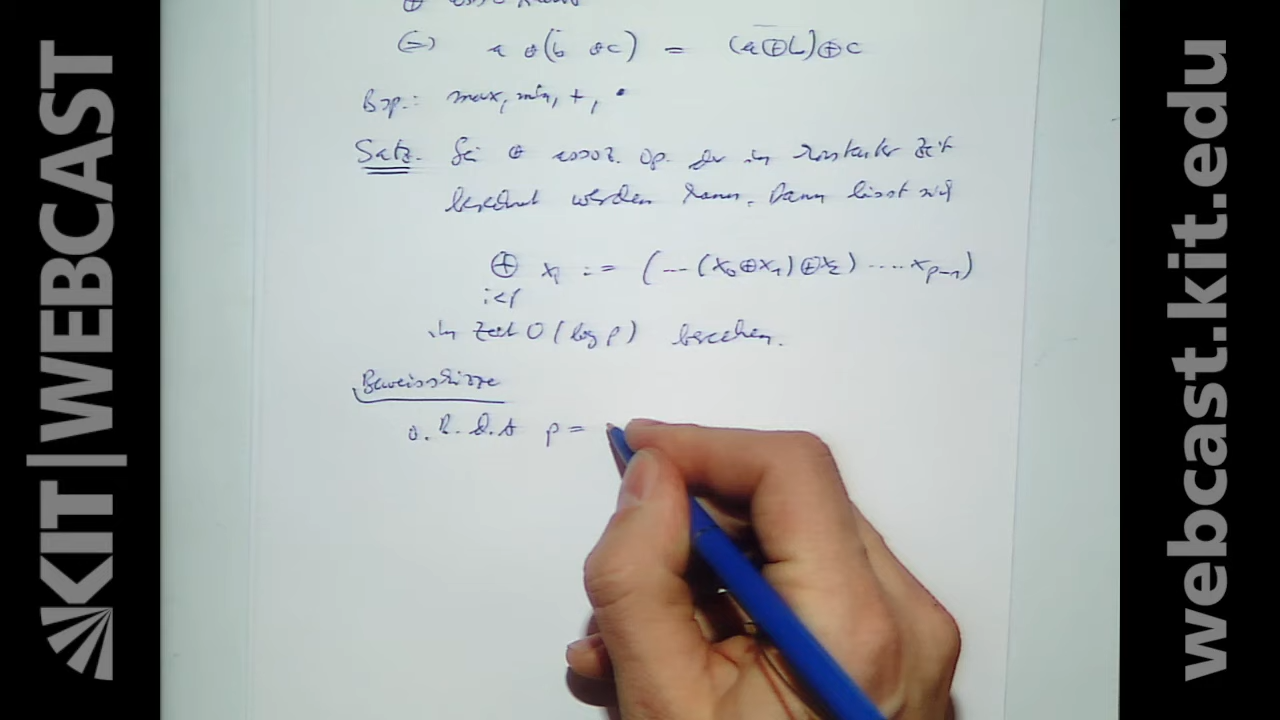 KIT | WEBCAST
⊕
⇔ a ⊕ (b ⊕ c) = (a ⊕ b) ⊕ c
Bsp.: max, min, +, •
Satz. Sei ⊕ assoz. Op. die in konstanter Zeit
berechnet werden kann. Dann lässt sich
⊕ xᵢ := (... (x₀ ⊕ x₁) ⊕ x₂) .... xₚ₋₁)
i<p
in Zeit O(log p) berechnen.
Beweisskizze
o. B. d. A p =
webcast.kit.edu